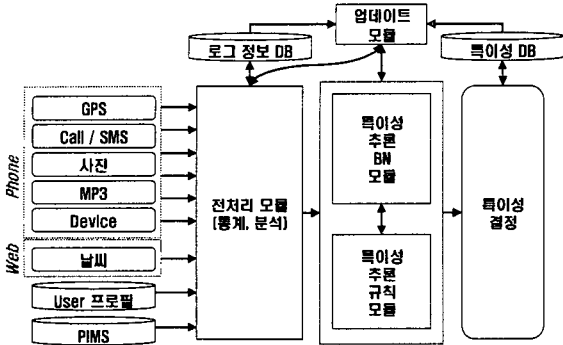 업데이트
모듈
로그 정보 DB
특이성 DB
Phone
GPS
Call / SMS
사진
MP3
Device
Web
날씨
User 프로필
PIMS
전처리 모듈
(통계, 분석)
특이성
추론
BN
모듈
특이성
추론
규칙
모듈
특이성
결정